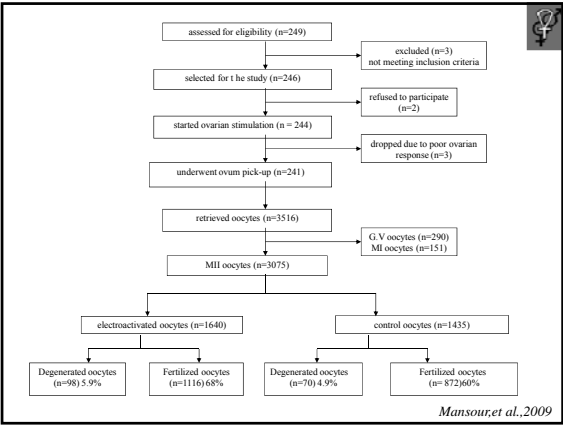 assessed for eligibility (n=249)
excluded (n=3)
not meeting inclusion criteria
selected for t he study (n=246)
refused to participate
(n=2)
started ovarian stimulation (n = 244)
dropped due to poor ovarian
response (n=3)
underwent ovum pick-up (n=241)
retrieved oocytes (n=3516)
G.V oocytes (n=290)
MI oocytes (n=151)
MII oocytes (n=3075)
electroactivated oocytes (n=1640)
control oocytes (n=1435)
Degenerated oocytes
(n=98) 5.9%
Fertilized oocytes
(n=1116) 68%
Degenerated oocytes
(n=70) 4.9%
Fertilized oocytes
(n= 872)60%
Mansour,et al.,2009